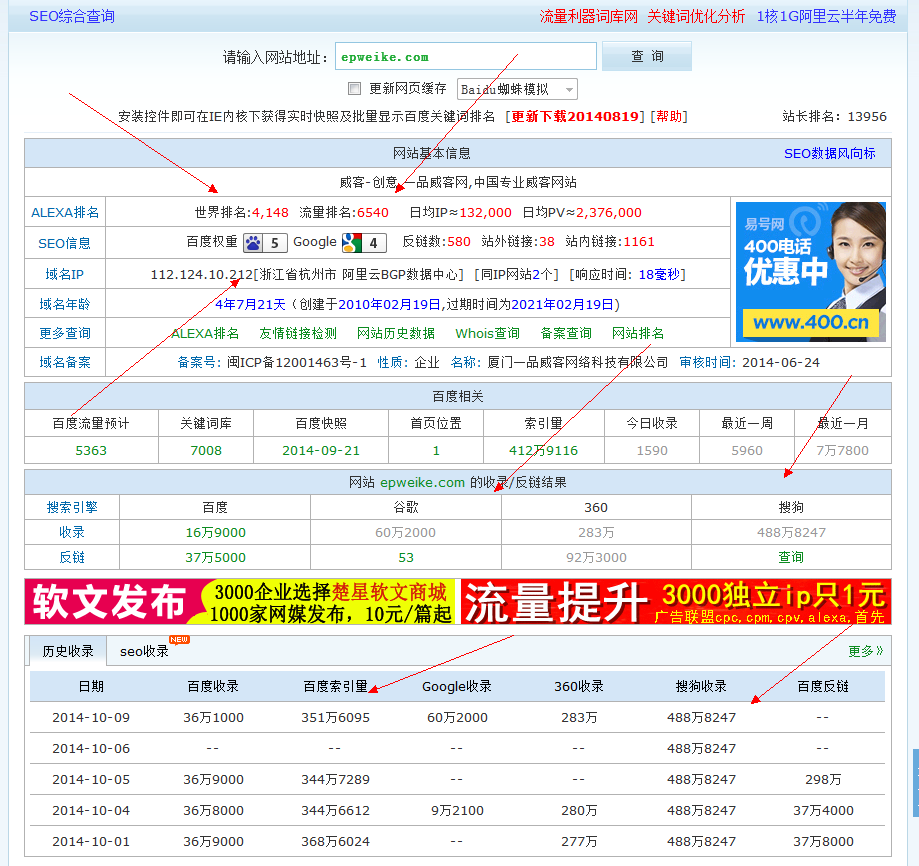 SEO综合查询 流量利器词库网 关键词优化分析 1核1G阿里云半年免费
请输入网站地址： epweike.com 查 询
更新网页缓存 Baidu蜘蛛模拟
安装控件即可在IE内核下获得实时快照及批量显示百度关键词排名 [更新下载20140819] [帮助] 站长排名：13956
网站基本信息 SEO数据风向标
威客-创意,一品威客网,中国专业威客网站
ALEXA排名 世界排名:4,148 流量排名:6540 日均IP≈132,000 日均PV≈2,376,000
SEO信息 百度权重 5 Google 4 反链数:580 站外链接:38 站内链接:1161
域名IP 112.124.10.212[浙江省杭州市 阿里云BGP数据中心] [同IP网站2个] [响应时间: 18毫秒]
域名年龄 4年7月21天（创建于2010年02月19日,过期时间为2021年02月19日)
更多查询 ALEXA排名 友情链接检测 网站历史数据 Whois查询 备案查询 网站排名
域名备案 备案号: 闽ICP备12001463号-1 性质: 企业 名称: 厦门一品威客网络科技有限公司 审核时间: 2014-06-24
易号网
400电话
优惠中
www.400.cn
百度相关
百度流量预计 关键词库 百度快照 首页位置 索引量 今日收录 最近一周 最近一月
5363 7008 2014-09-21 1 412万9116 1590 5960 7万7800
网站 epweike.com 的收录/反链结果
搜索引擎 百度 谷歌 360 搜狗
收录 16万9000 60万2000 283万 488万8247
反链 37万5000 53 92万3000 查询
软文发布 3000企业选择楚星软文商城
1000家网媒发布，10元/篇起
流量提升 3000独立ip只1元
广告联盟cpc,cpm,cpv,alexa,首先
历史收录 seo收录 NEW 更多》
日期 百度收录 百度索引量 Google收录 360收录 搜狗收录 百度反链
2014-10-09 36万1000 351万6095 60万2000 283万 488万8247 --
2014-10-06 -- -- -- -- 488万8247 --
2014-10-05 36万9000 344万7289 -- -- 488万8247 298万
2014-10-04 36万8000 344万6612 9万2100 280万 488万8247 37万4000
2014-10-01 36万9000 368万6024 -- 277万 488万8247 37万8000